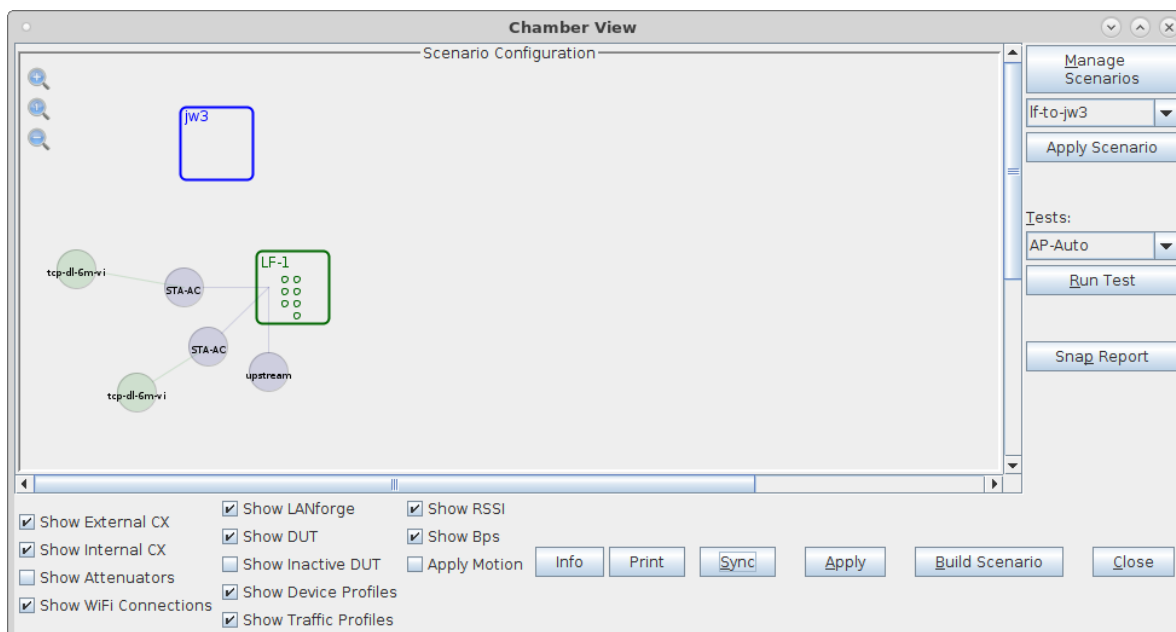 Chamber View
Scenario Configuration
Manage
Scenarios
jw3
lf-to-jw3
Apply Scenario
Tests:
LF-1
AP-Auto
tcp-dl-6m-vi
STA-AC
Run Test
STA-AC
Snap Report
upstream
tcp-dl-6m-vi
Show External CX
Show Internal CX
Show Attenuators
Show WiFi Connections
Show LANforge
Show DUT
Show Inactive DUT
Show Device Profiles
Show Traffic Profiles
Show RSSI
Show Bps
Apply Motion
Info
Print
Sync
Apply
Build Scenario
Close